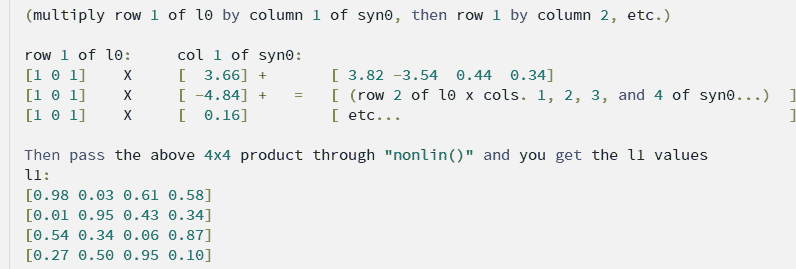 (multiply row 1 of l0 by column 1 of syn0, then row 1 by column 2, etc.)
row 1 of l0:     col 1 of syn0:
[1 0 1]    X     [  3.66] +       [ 3.82 −3.54  0.44  0.34]
[1 0 1]    X     [ −4.84] +   =   [ (row 2 of l0 x cols. 1, 2, 3, and 4 of syn0...)  ]
[1 0 1]    X     [  0.16]         [ etc...                                           ]
Then pass the above 4x4 product through "nonlin()" and you get the l1 values
l1:
[0.98 0.03 0.61 0.58]
[0.01 0.95 0.43 0.34]
[0.54 0.34 0.06 0.87]
[0.27 0.50 0.95 0.10]